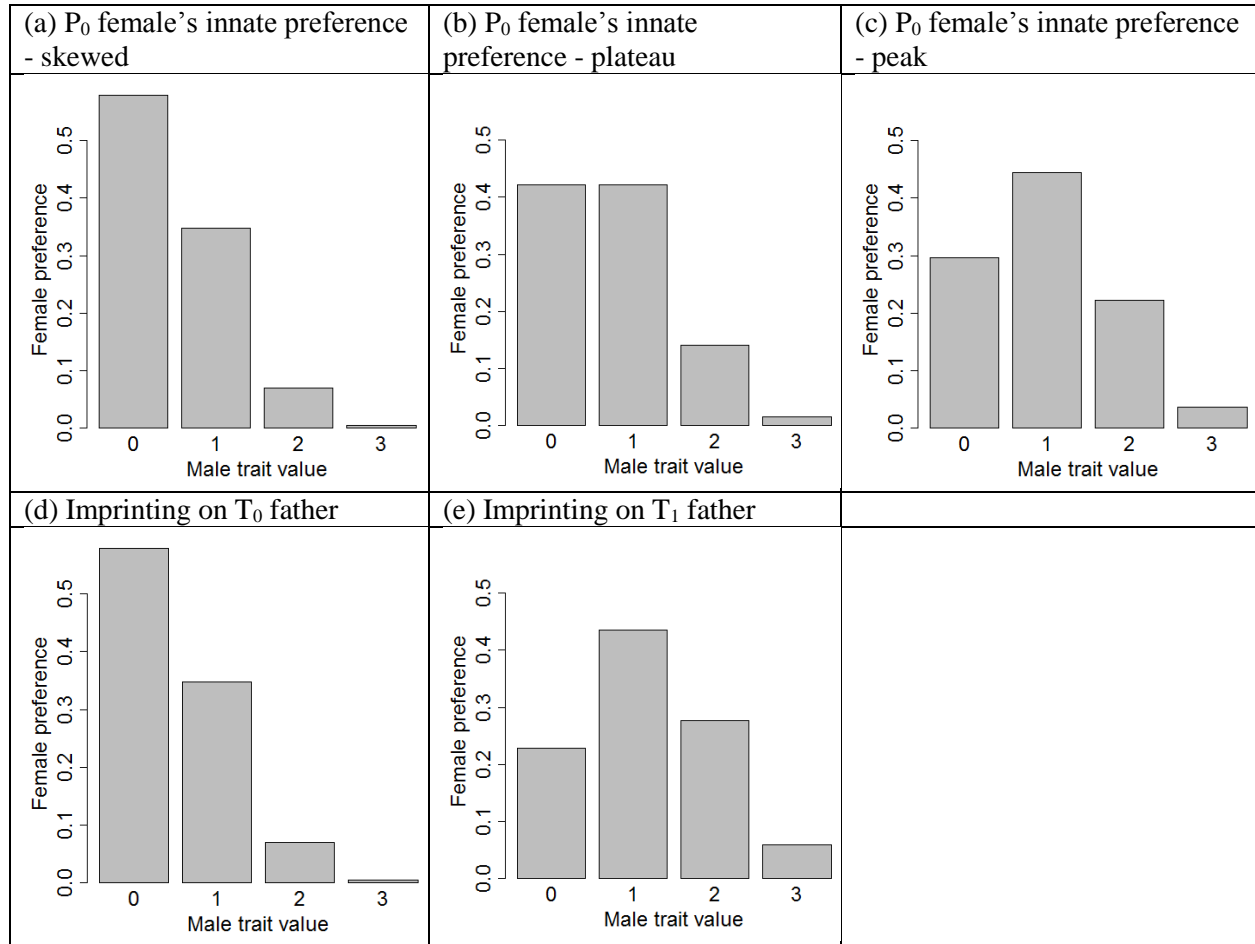 (a) P₀ female’s innate preference
- skewed
(b) P₀ female’s innate
preference - plateau
(c) P₀ female’s innate preference
- peak
Female preference
0.0 0.1 0.2 0.3 0.4 0.5
0 1 2 3
Male trait value
Female preference
0.0 0.1 0.2 0.3 0.4 0.5
0 1 2 3
Male trait value
Female preference
0.0 0.1 0.2 0.3 0.4 0.5
0 1 2 3
Male trait value
(d) Imprinting on T₀ father
(e) Imprinting on T₁ father
Female preference
0.0 0.1 0.2 0.3 0.4 0.5
0 1 2 3
Male trait value
Female preference
0.0 0.1 0.2 0.3 0.4 0.5
0 1 2 3
Male trait value